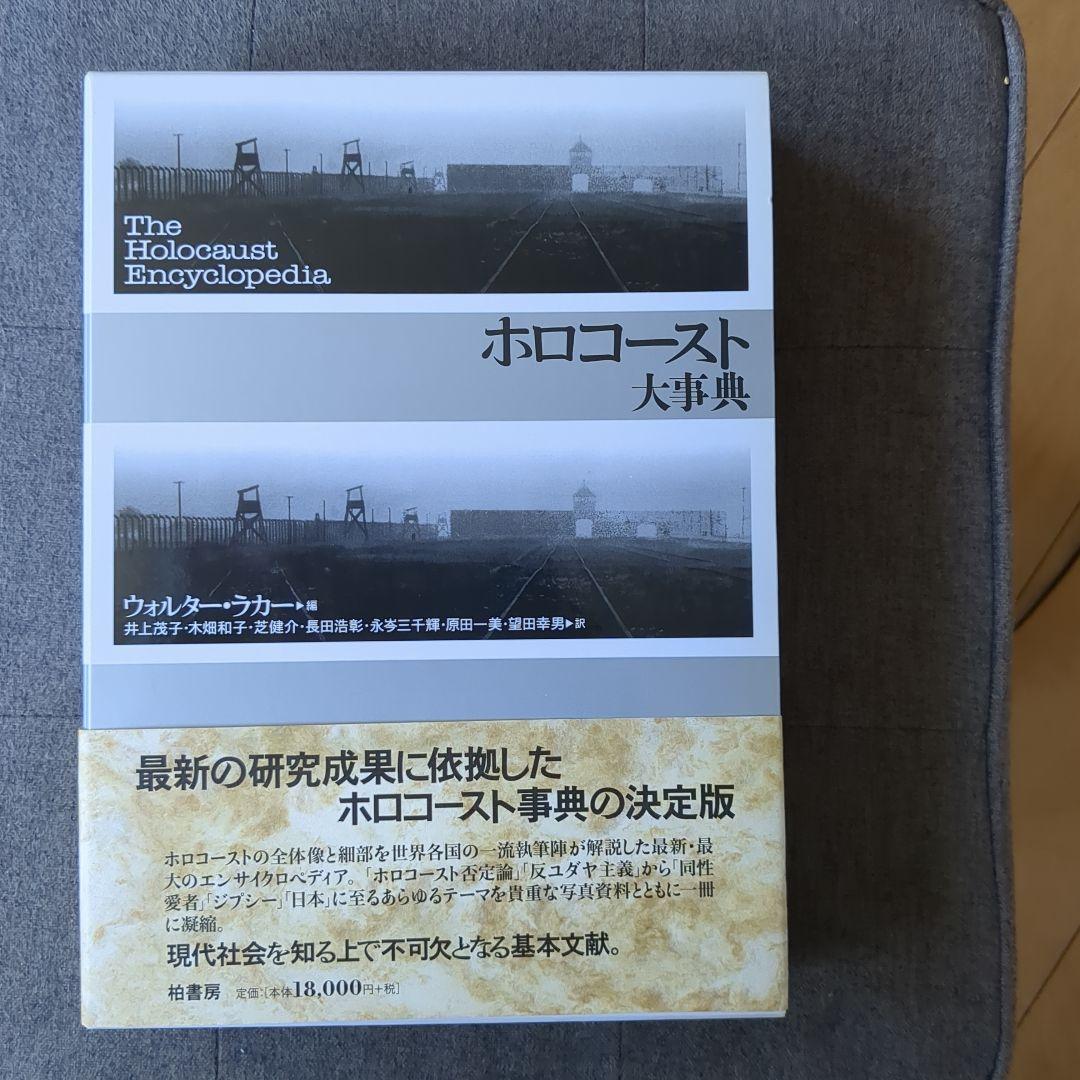 The
Holocaust
Encyclopedia
ホロコースト
大事典
ウォルター・ラカー▶編
井上茂子・木畑和子・芝健介・長田浩彰・永岑三千輝・原田一美・望田幸男▶訳
最新の研究成果に依拠した
ホロコースト事典の決定版
ホロコーストの全体像と細部を世界各国の一流執筆陣が解説した最新・最
大のエンサイクロペディア。「ホロコースト否定論」「反ユダヤ主義」から「同性
愛者」「ジプシー」「日本」に至るあらゆるテーマを貴重な写真資料とともに一冊
に凝縮。
現代社会を知る上で不可欠となる基本文献。
柏書房 定価:[本体18,000円+税]